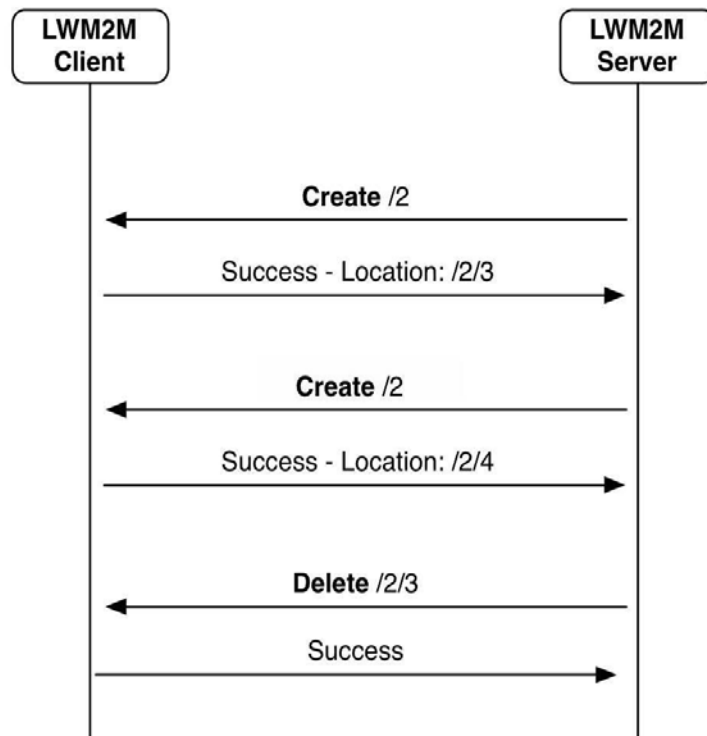 LWM2M
Client
LWM2M
Server
Create /2
Success - Location: /2/3
Create /2
Success - Location: /2/4
Delete /2/3
Success